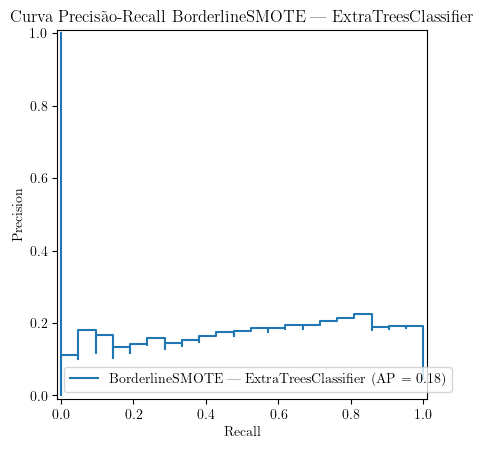 Curva Precisão-Recall BorderlineSMOTE — ExtraTreesClassifier
1.0
0.8
0.6
0.4
0.2
0.0
Precision
BorderlineSMOTE — ExtraTreesClassifier (AP = 0.18)
0.0 0.2 0.4 0.6 0.8 1.0
Recall